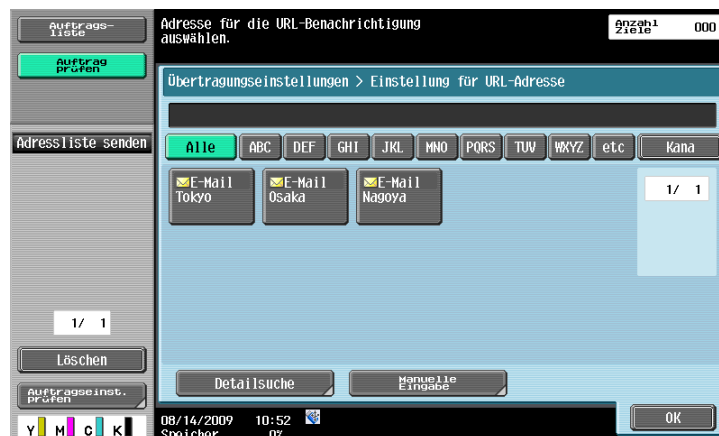 Auftrags-
liste
Auftrag
prüfen
Adressliste senden
1/ 1
Löschen
Auftragseinst.
prüfen
Y M C K
Adresse für die URL-Benachrichtigung
auswählen.
Anzahl
Ziele 000
Übertragungseinstellungen > Einstellung für URL-Adresse
Alle ABC DEF GHI JKL MNO PQRS TUV WXYZ etc Kana
E-Mail
Tokyo
E-Mail
Osaka
E-Mail
Nagoya
1/ 1
Detailsuche
Manuelle
Eingabe
08/14/2009 10:52
Speicher 0%
OK